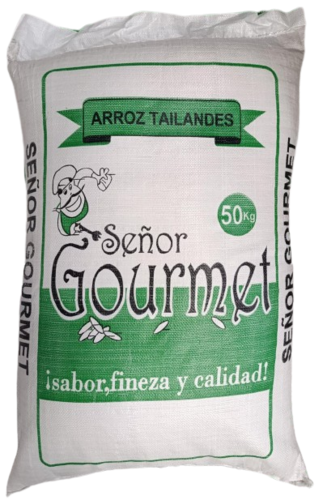 ARROZ TAILANDES
50Kg
Señor
Gourmet
¡sabor,fineza y calidad!
SEÑOR GOURMET
SEÑOR GOURMET